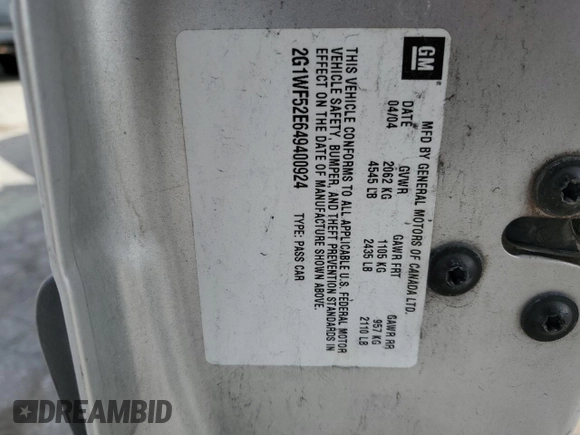 GM
®
MFD BY GENERAL MOTORS OF CANADA LTD.
DATE GVWR GAWR FRT GAWR RR
04/04 2062 KG 1105 KG 957 KG
4545 LB 2435 LB 2110 LB
THIS VEHICLE CONFORMS TO ALL APPLICABLE U.S. FEDERAL MOTOR
VEHICLE SAFETY, BUMPER, AND THEFT PREVENTION STANDARDS IN
EFFECT ON THE DATE OF MANUFACTURE SHOWN ABOVE.
2G1WF52E649400924 TYPE: PASS CAR
DREAMBID